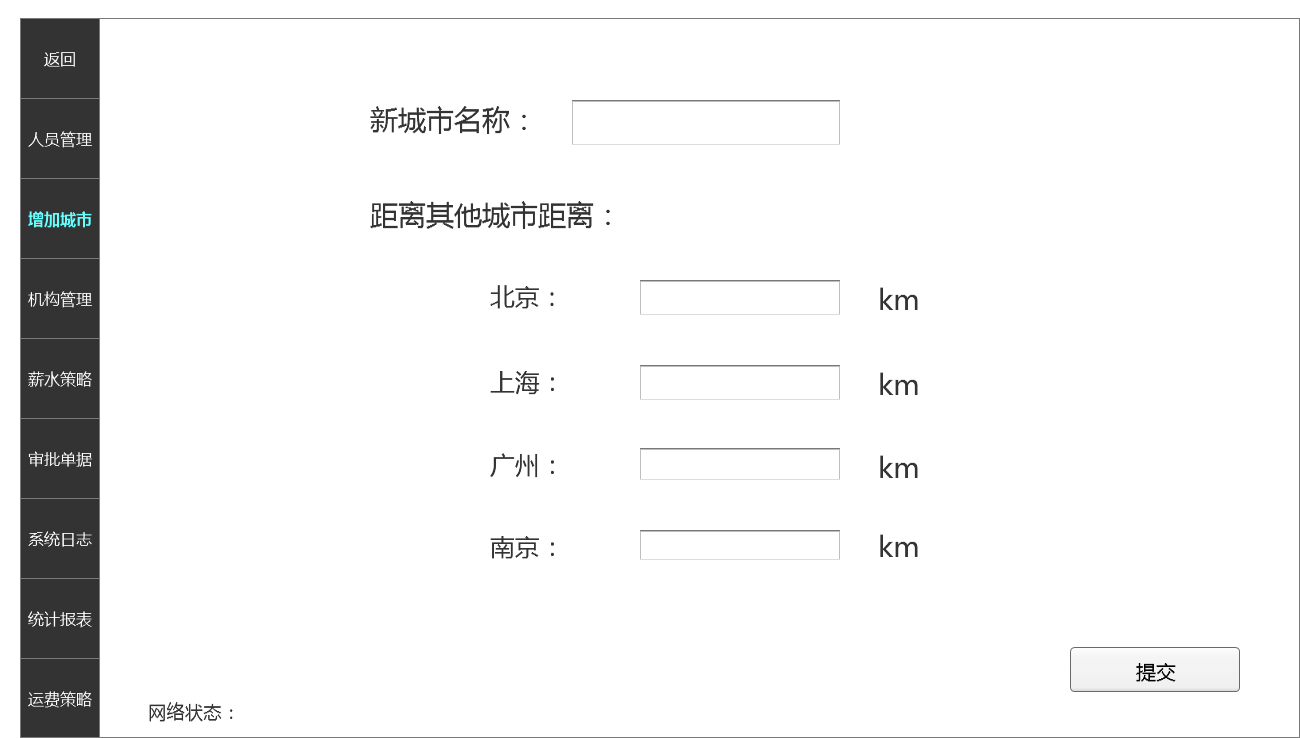 返回
人员管理
增加城市
机构管理
薪水策略
审批单据
系统日志
统计报表
运费策略
新城市名称：
距离其他城市距离：
北京： km
上海： km
广州： km
南京： km
提交
网络状态：